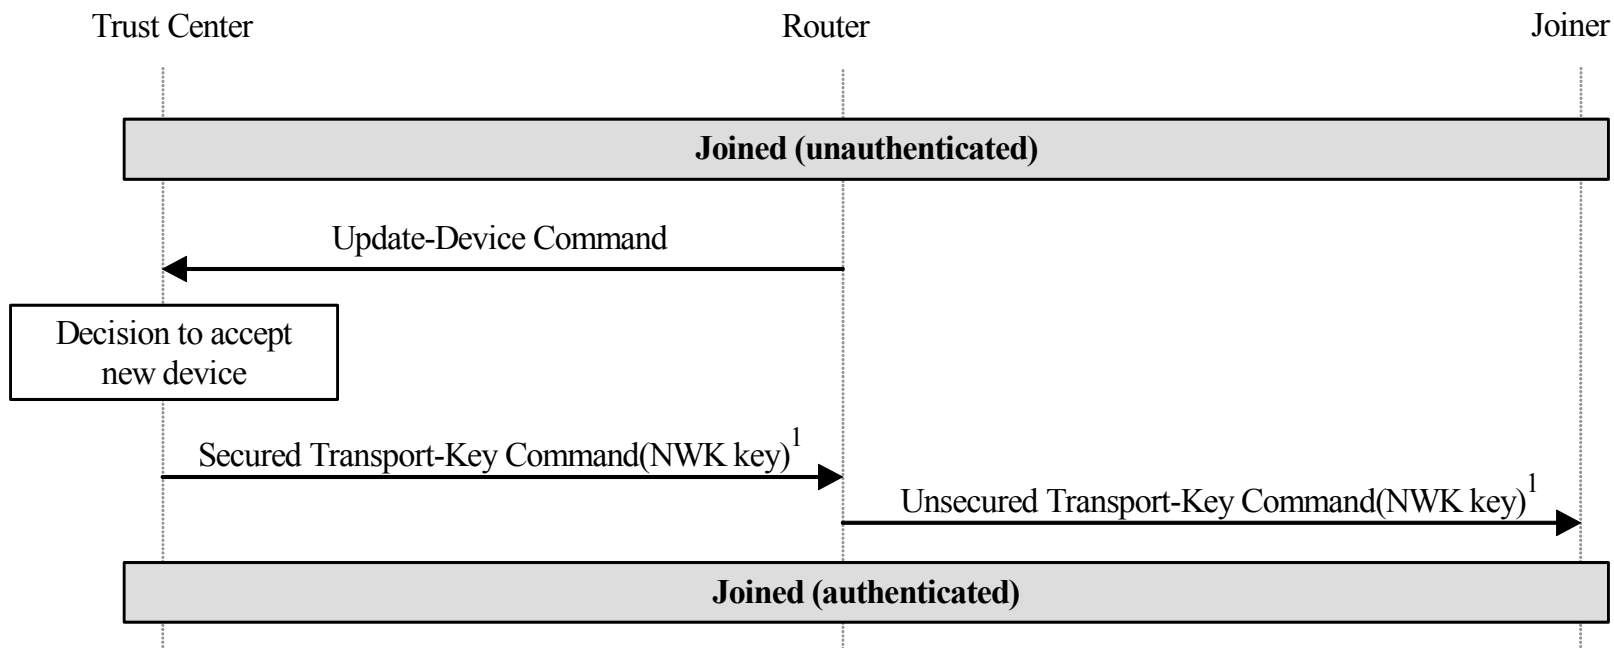 Trust Center
Router
Joiner
Joined (unauthenticated)
Update-Device Command
Decision to accept
new device
Secured Transport-Key Command(NWK key)1
Unsecured Transport-Key Command(NWK key)1
Joined (authenticated)